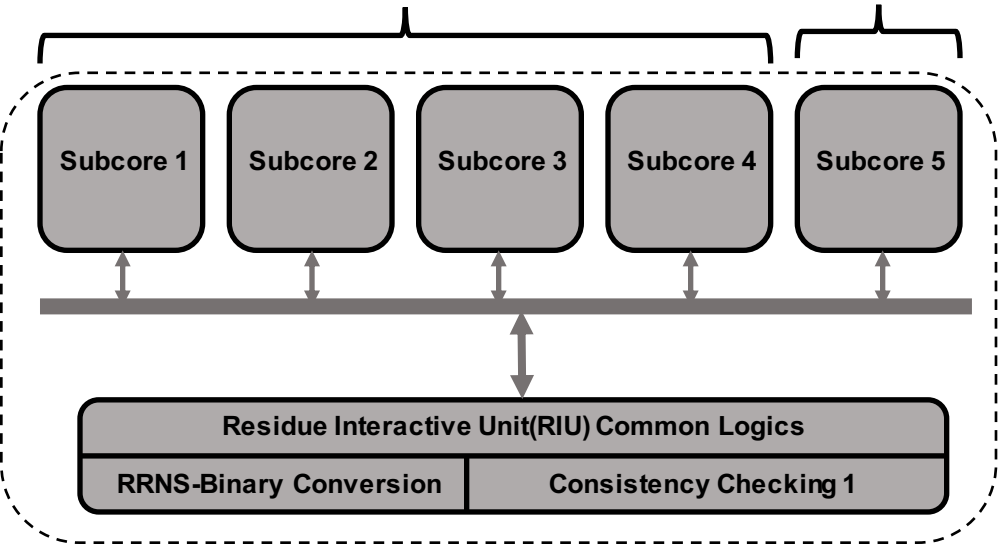 Subcore 1
Subcore 2
Subcore 3
Subcore 4
Subcore 5
Residue Interactive Unit(RIU) Common Logics
RRNS-Binary Conversion
Consistency Checking 1